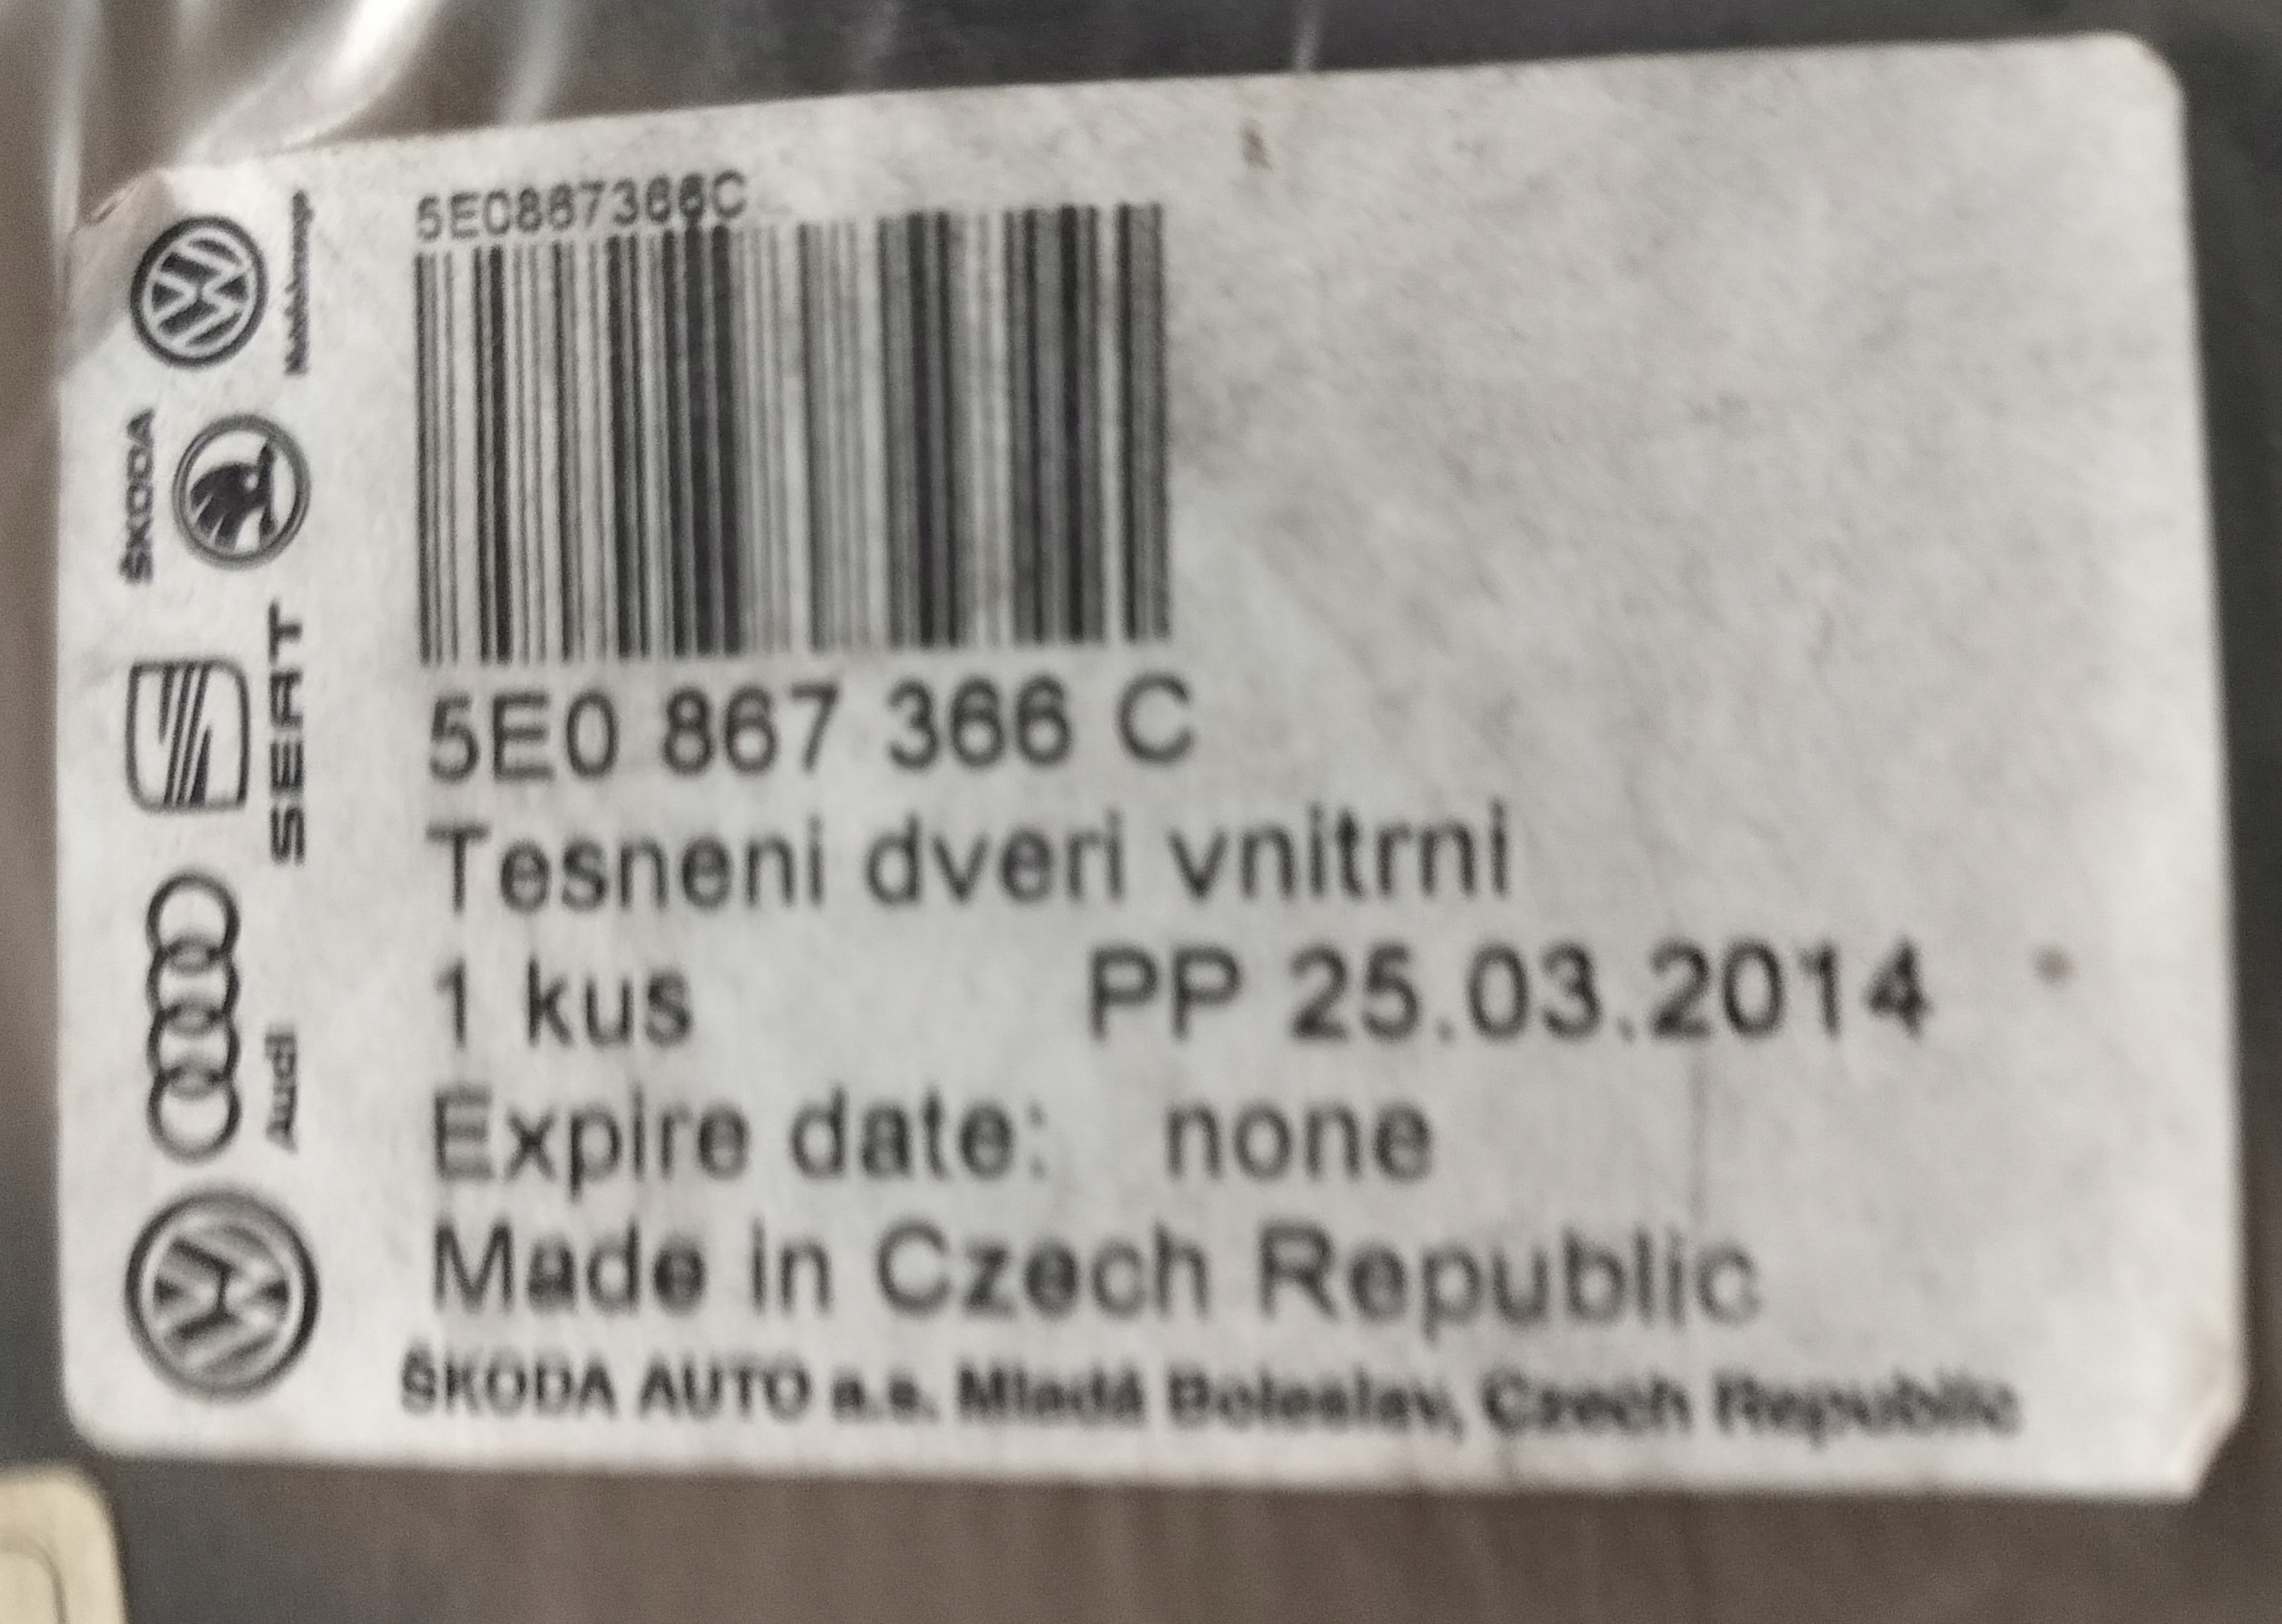 5E0867366C
5E0 867 366 C
Tesneni dveri vnitrni
1 kus PP 25.03.2014
Expire date: none
Made in Czech Republic
ŠKODA AUTO a.s. Mladá Boleslav, Czech Republic
ŠKODA
SEAT
Audi